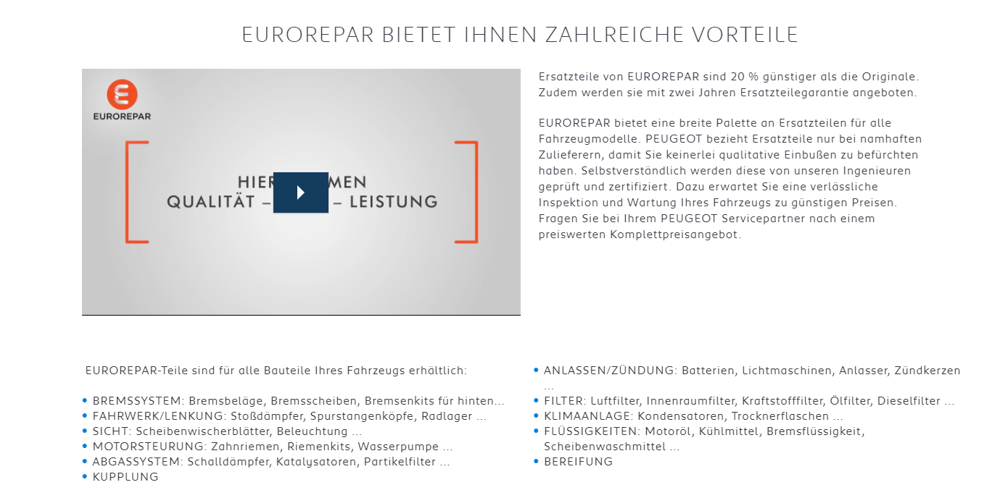 EUROREPAR BIETET IHNEN ZAHLREICHE VORTEILE
EUROREPAR
QUALITÄT – – LEISTUNG
Ersatzteile von EUROREPAR sind 20 % günstiger als die Originale.
Zudem werden sie mit zwei Jahren Ersatzteilegarantie angeboten.
EUROREPAR bietet eine breite Palette an Ersatzteilen für alle
Fahrzeugmodelle. PEUGEOT bezieht Ersatzteile nur bei namhaften
Zulieferern, damit Sie keinerlei qualitative Einbußen zu befürchten
haben. Selbstverständlich werden diese von unseren Ingenieuren
geprüft und zertifiziert. Dazu erwartet Sie eine verlässliche
Inspektion und Wartung Ihres Fahrzeugs zu günstigen Preisen.
Fragen Sie bei Ihrem PEUGEOT Servicepartner nach einem
preiswerten Komplettpreisangebot.
EUROREPAR-Teile sind für alle Bauteile Ihres Fahrzeugs erhältlich:
• BREMSSYSTEM: Bremsbeläge, Bremsscheiben, Bremsenkits für hinten...
• FAHRWERK/LENKUNG: Stoßdämpfer, Spurstangenköpfe, Radlager ...
• SICHT: Scheibenwischerblätter, Beleuchtung ...
• MOTORSTEURUNG: Zahnriemen, Riemenkits, Wasserpumpe ...
• ABGASSYSTEM: Schalldämpfer, Katalysatoren, Partikelfilter ...
• KUPPLUNG
• ANLASSEN/ZÜNDUNG: Batterien, Lichtmaschinen, Anlasser, Zündkerzen
...
• FILTER: Luftfilter, Innenraumfilter, Kraftstofffilter, Ölfilter, Dieselfilter ...
• KLIMAANLAGE: Kondensatoren, Trocknerflaschen ...
• FLÜSSIGKEITEN: Motoröl, Kühlmittel, Bremsflüssigkeit,
Scheibenwaschmittel ...
• BEREIFUNG